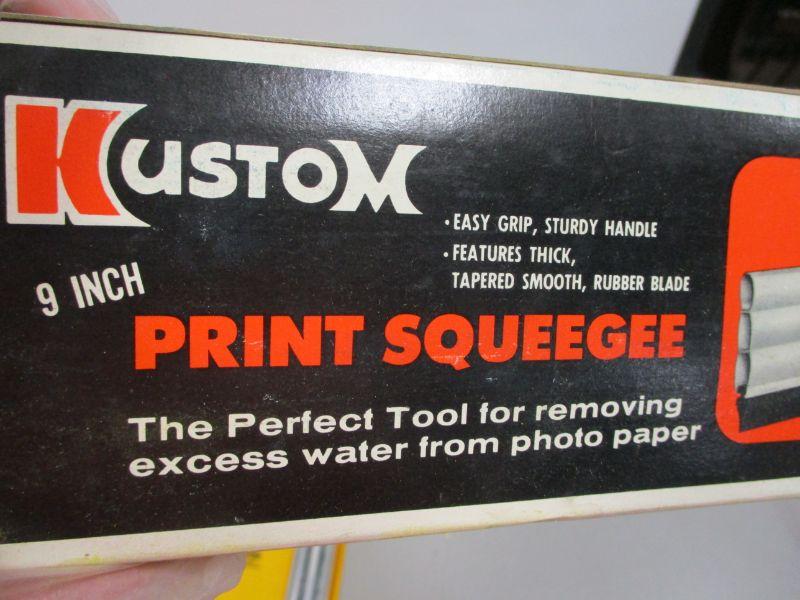 KUSTOM
• EASY GRIP, STURDY HANDLE
• FEATURES THICK,
TAPERED SMOOTH, RUBBER BLADE
9 INCH
PRINT SQUEEGEE
The Perfect Tool for removing
excess water from photo paper